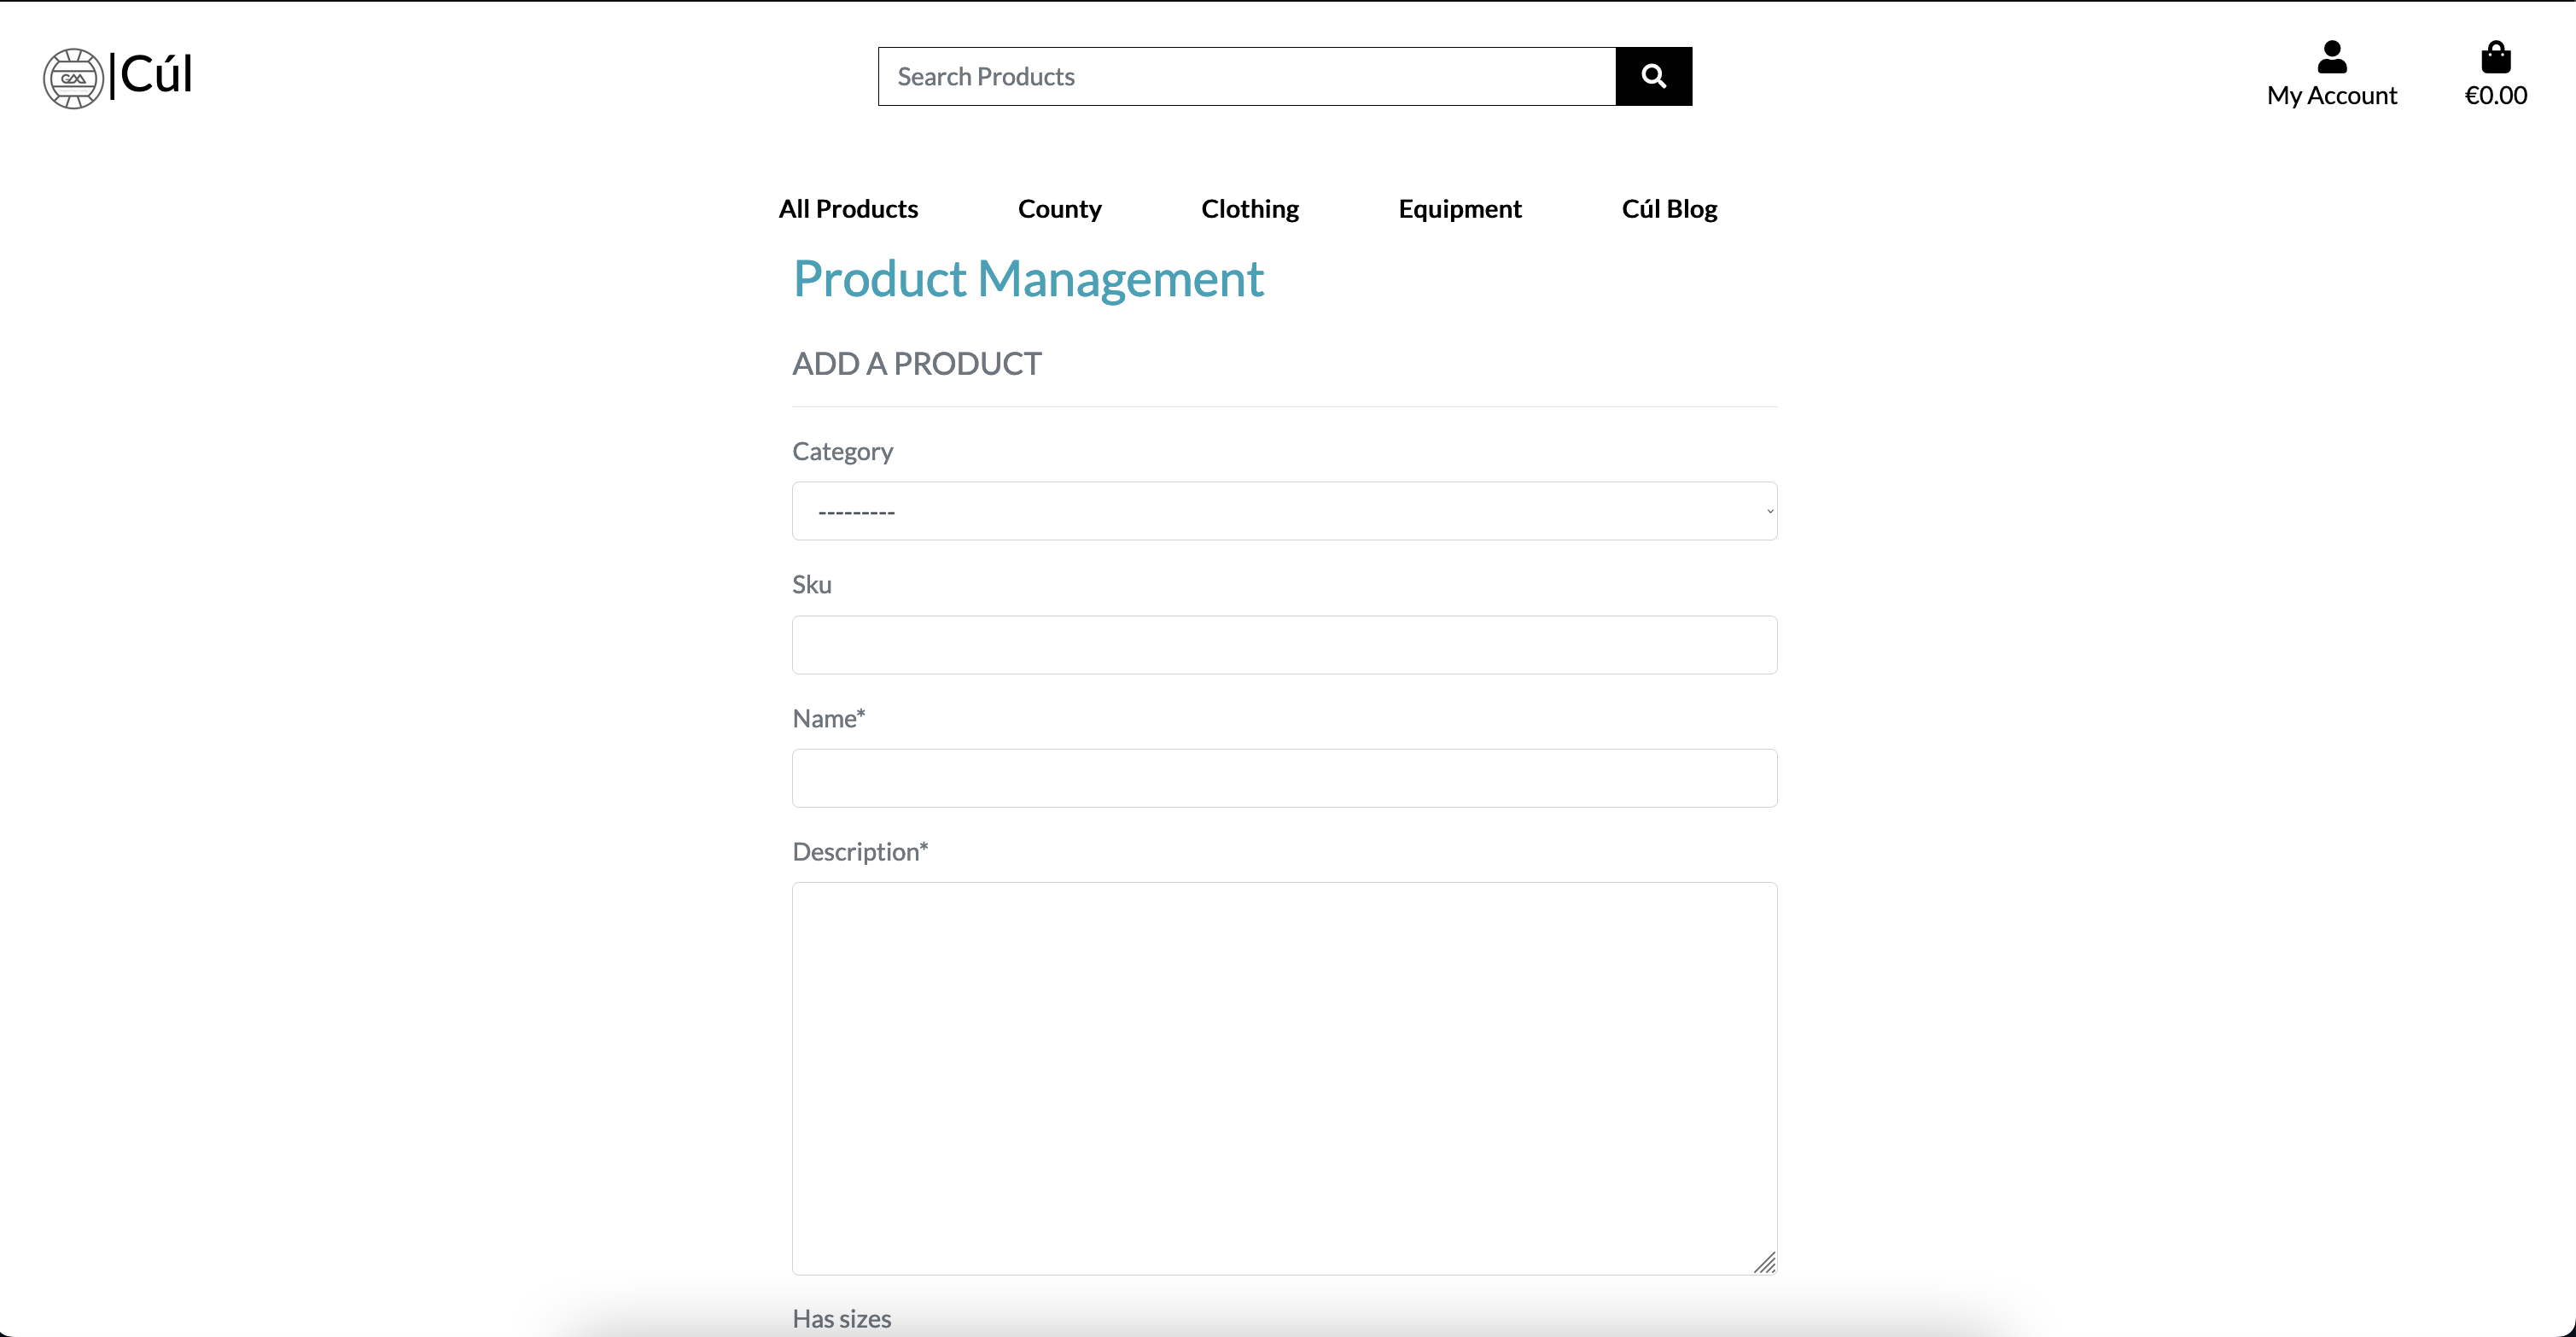 GAA
|Cúl
Search Products
My Account
€0.00
All Products County Clothing Equipment Cúl Blog
Product Management
ADD A PRODUCT
Category
---------
Sku
Name*
Description*
Has sizes